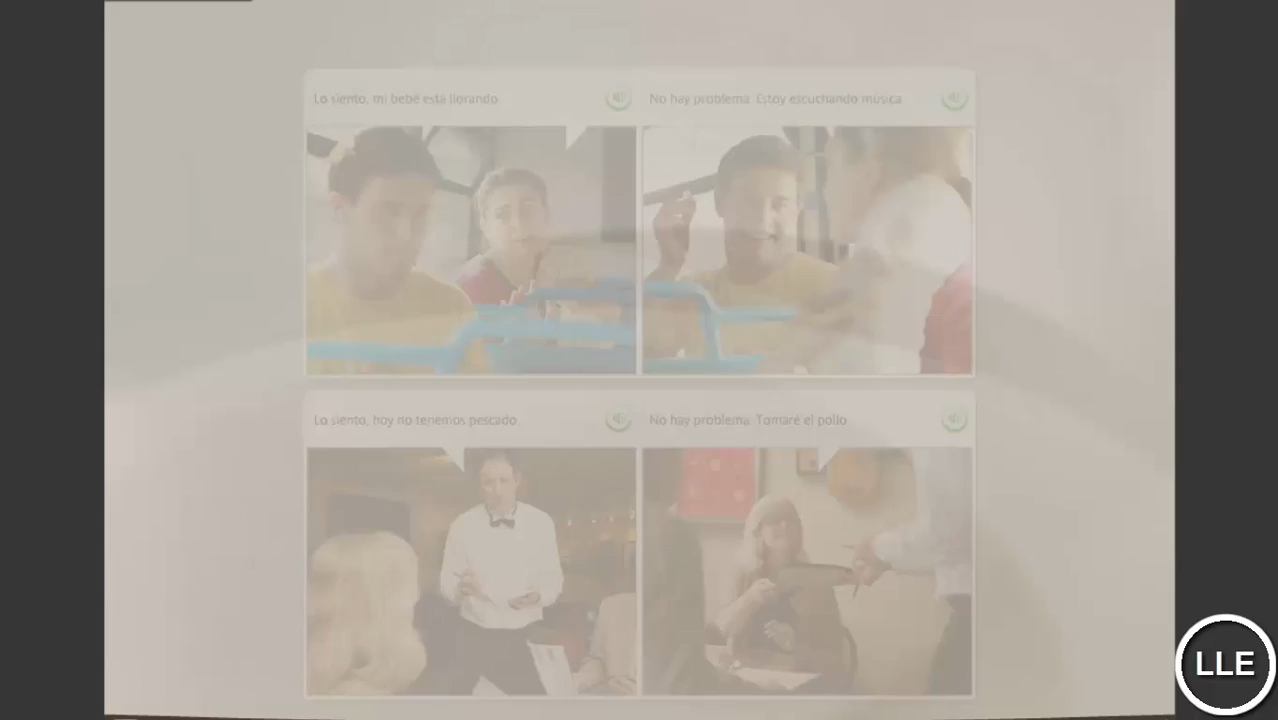 Lo siento, mi bebé está llorando.
No hay problema. Estoy escuchando música.
Lo siento, hoy no tenemos pescado.
No hay problema. Tomaré el pollo.
LLE